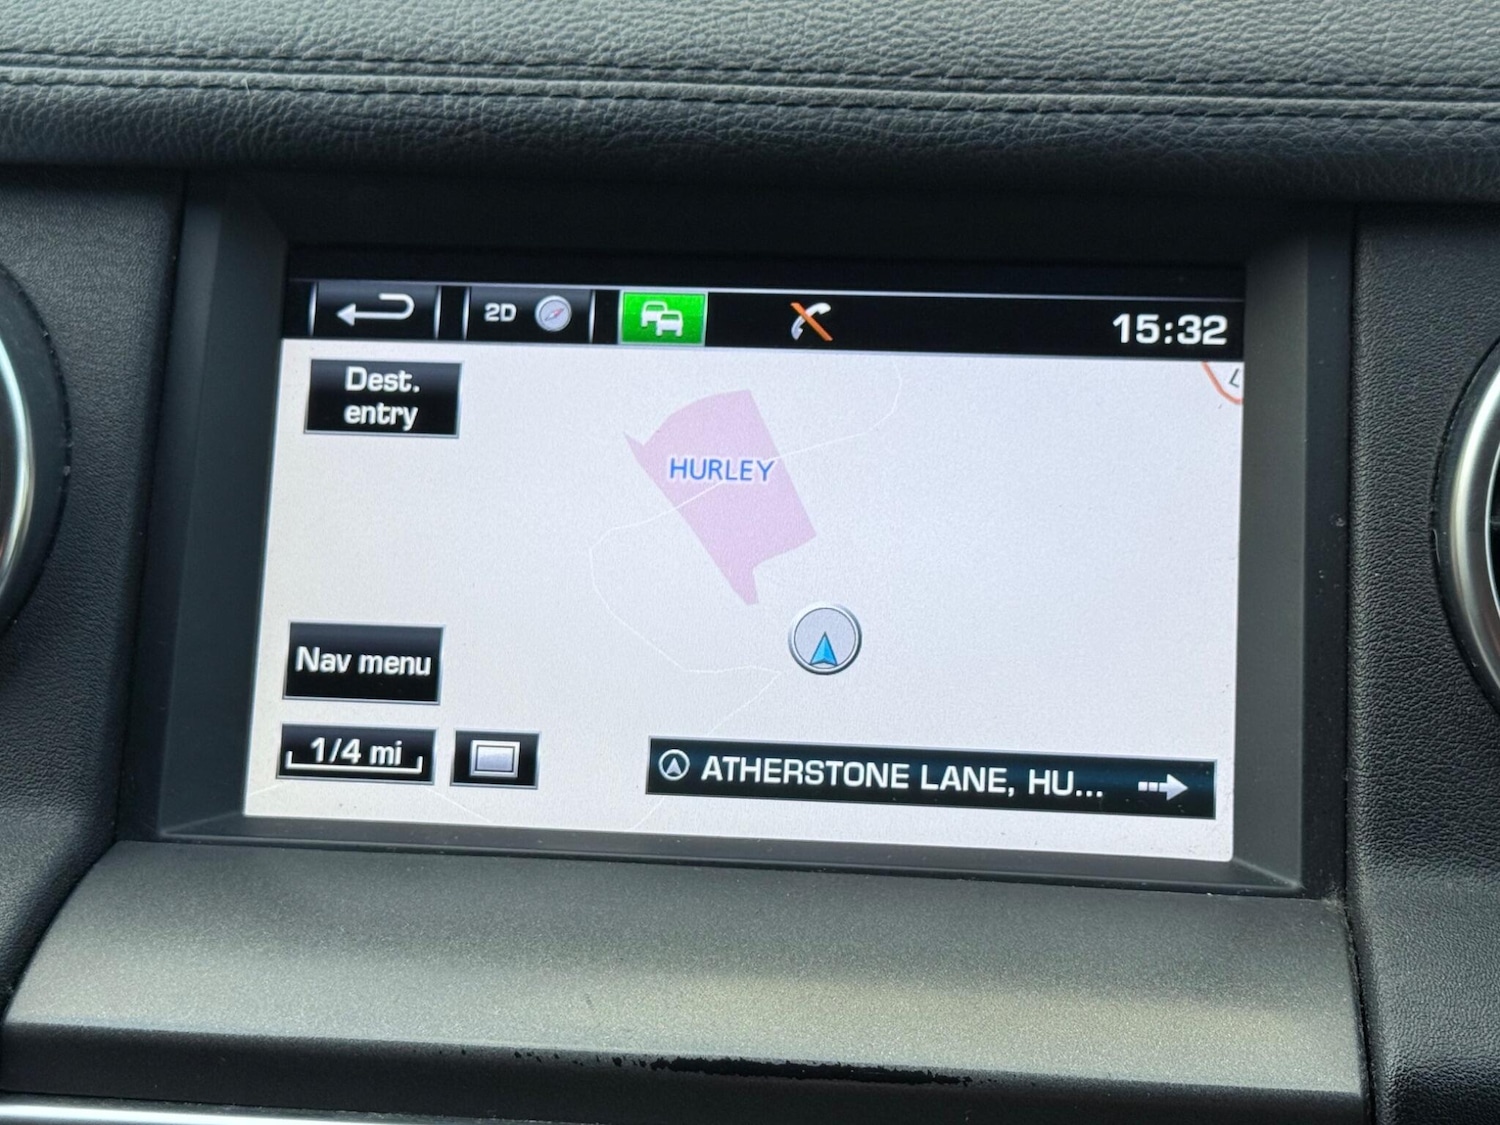 2D
15:32
Dest.
entry
HURLEY
Nav menu
1/4 mi
ATHERSTONE LANE, HU...